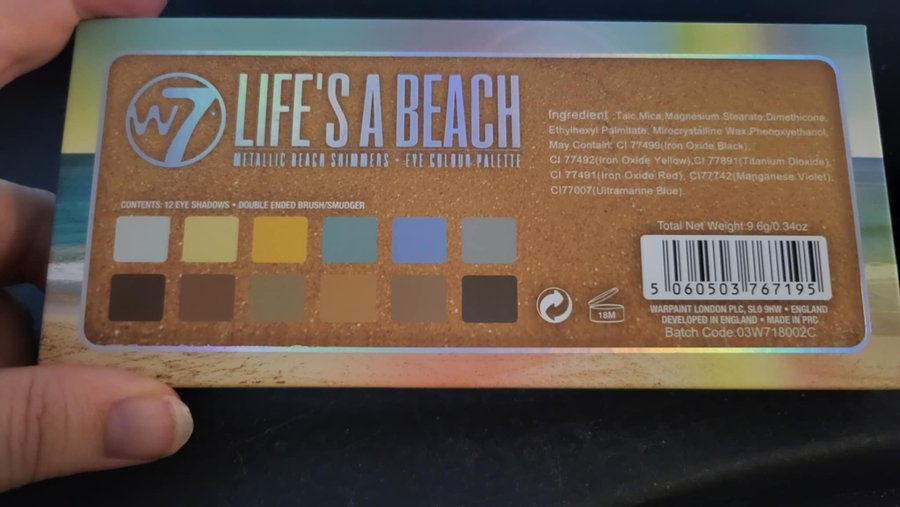 W7
LIFE'S A BEACH
METALLIC BEACH SHIMMERS - EYE COLOUR PALETTE
CONTENTS: 12 EYE SHADOWS • DOUBLE ENDED BRUSH/SMUDGER
Ingredient :Talc,Mica,Magnesium Stearate,Dimethicone,
Ethylhexyl Palmitate, Mirocrystalline Wax,Phenoxyethanol,
May Contain: CI 77499(Iron Oxide Black),
CI 77492(Iron Oxide Yellow),CI 77891(Titanium Dioxide),
CI 77491(Iron Oxide Red), CI77742(Manganese Violet),
CI77007(Ultramarine Blue).
Total Net Weight:9.6g/0.34oz
5 060503 767195
18M
WARPAINT LONDON PLC, SL9 9HW • ENGLAND
DEVELOPED IN ENGLAND • MADE IN PRC
Batch Code:03W718002C